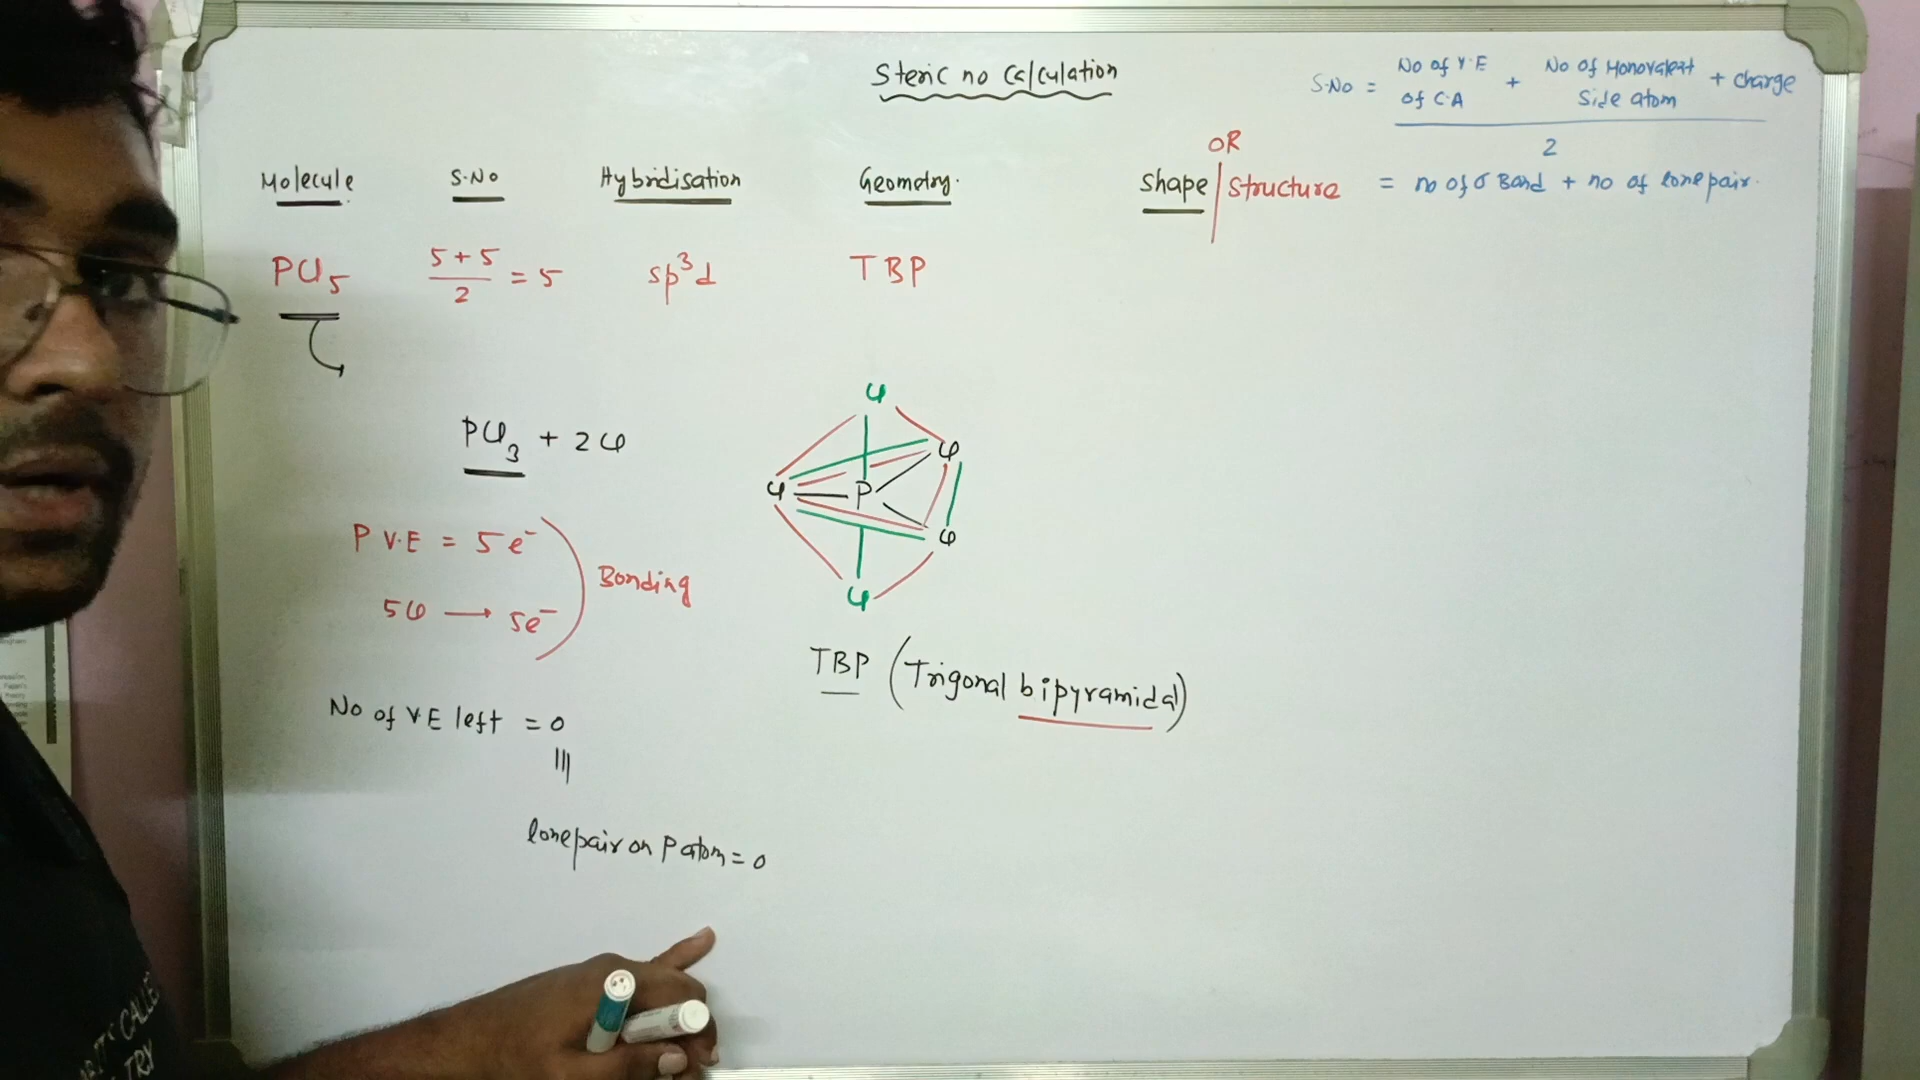 Steric no Calculation
S.No = No of V.E of C.A + No of Monovalent Side atom + charge
2
= no of σ Bond + no of lone pair.
Molecule S.No Hybridisation Geometry. Shape OR Structure
PCl5 5+5/2 = 5 sp³d TBP
PCl3 + 2Cl
P V.E = 5e⁻
5Cl → 5e⁻
Bonding
No of VE left = 0
lone pair on P atom = 0
Cl
Cl
Cl P
Cl
Cl
TBP (Trigonal bipyramidal)